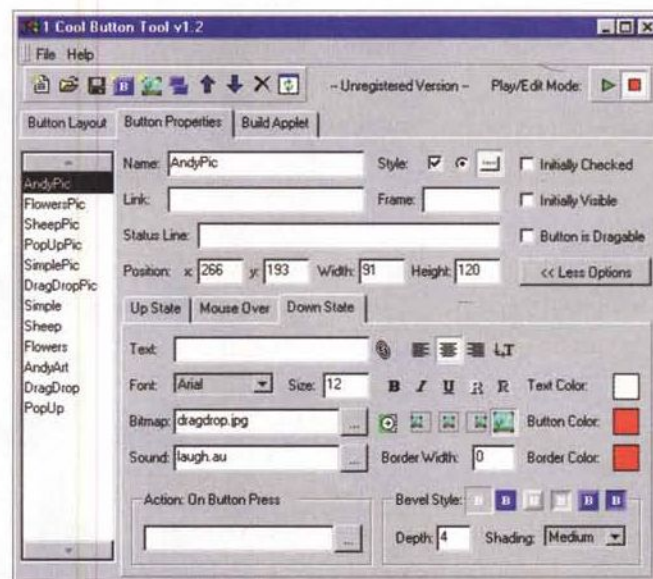 1 Cool Button Tool v1.2
File Help
-- Unregistered Version -- Play/Edit Mode:
Button Layout Button Properties Build Applet
AndyPic
FlowersPic
SheepPic
PopUpPic
SimplePic
DragDropPic
Simple
Sheep
Flowers
AndyArt
DragDrop
PopUp
Name: AndyPic Style: Initially Checked
Link: Frame: Initially Visible
Status Line: Button is Dragable
Position: x: 266 y: 193 Width: 91 Height: 120 << Less Options
Up State Mouse Over Down State
Text:
Font: Arial Size: 12 B I U R R Text Color:
Bitmap: dragdrop.jpg ... Button Color:
Sound: laugh.au ... Border Width: 0 Border Color:
Action: On Button Press Bevel Style: B B B B B B
... Depth: 4 Shading: Medium